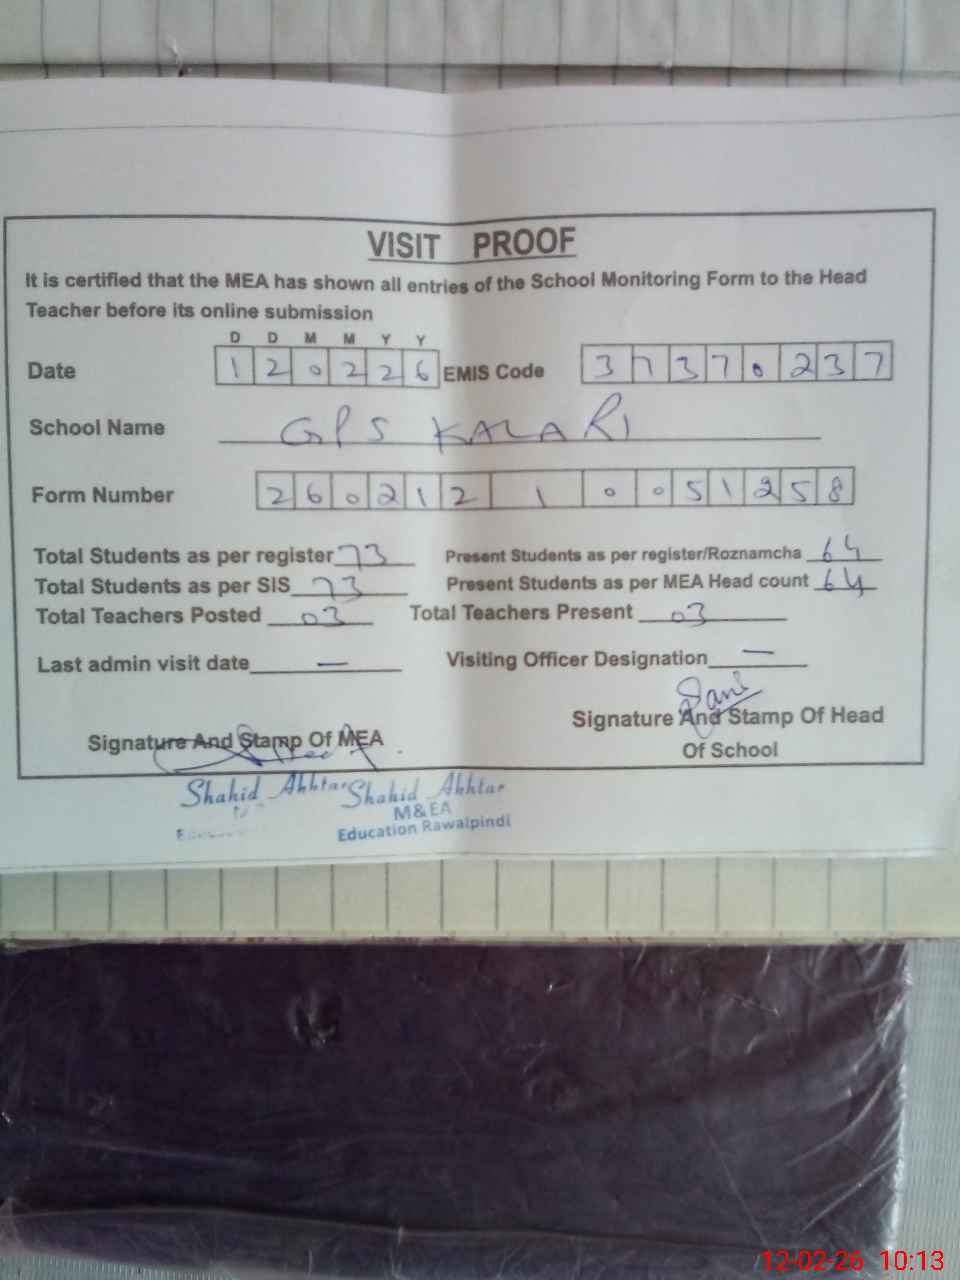 VISIT PROOF
It is certified that the MEA has shown all entries of the School Monitoring Form to the Head
Teacher before its online submission
D D M M Y Y
Date 1 2 0 2 2 6 EMIS Code 3 7 3 7 0 2 3 7
School Name GPS KALARI
Form Number 2 6 0 2 1 2 1 0 0 5 1 2 5 8
Total Students as per register 73 Present Students as per register/Roznamcha 64
Total Students as per SIS 73 Present Students as per MEA Head count 64
Total Teachers Posted 03 Total Teachers Present 03
Last admin visit date — Visiting Officer Designation —
Signature And Stamp Of Head
Of School
Signature And Stamp Of MEA
Shahid Akhtar Shahid Akhtar
M&EA
Education Rawalpindi
12-02-26 10:13